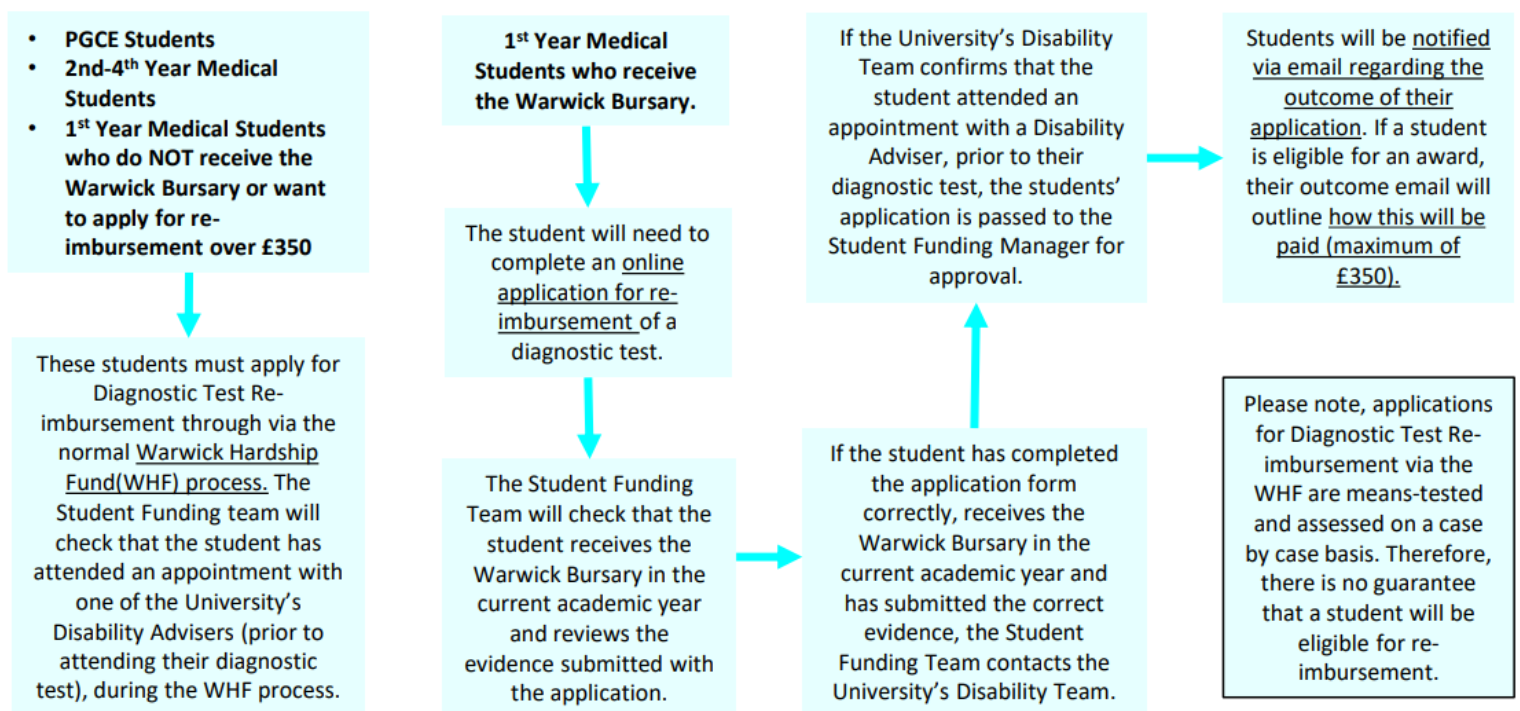 • PGCE Students
• 2nd-4th Year Medical
Students
• 1st Year Medical Students
who do NOT receive the
Warwick Bursary or want
to apply for re-
imbursement over £350
These students must apply for
Diagnostic Test Re-
imbursement through via the
normal Warwick Hardship
Fund(WHF) process. The
Student Funding team will
check that the student has
attended an appointment with
one of the University’s
Disability Advisers (prior to
attending their diagnostic
test), during the WHF process.
1st Year Medical
Students who receive
the Warwick Bursary.
The student will need to
complete an online
application for re-
imbursement of a
diagnostic test.
The Student Funding
Team will check that the
student receives the
Warwick Bursary in the
current academic year
and reviews the
evidence submitted with
the application.
If the student has completed
the application form
correctly, receives the
Warwick Bursary in the
current academic year and
has submitted the correct
evidence, the Student
Funding Team contacts the
University’s Disability Team.
If the University’s Disability
Team confirms that the
student attended an
appointment with a Disability
Adviser, prior to their
diagnostic test, the students’
application is passed to the
Student Funding Manager for
approval.
Students will be notified
via email regarding the
outcome of their
application. If a student
is eligible for an award,
their outcome email will
outline how this will be
paid (maximum of
£350).
Please note, applications
for Diagnostic Test Re-
imbursement via the
WHF are means-tested
and assessed on a case
by case basis. Therefore,
there is no guarantee
that a student will be
eligible for re-
imbursement.